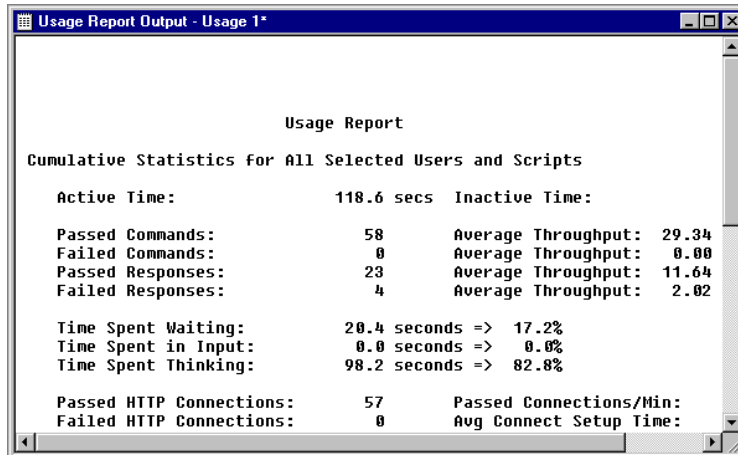 Usage Report Output - Usage 1*
Usage Report
Cumulative Statistics for All Selected Users and Scripts
Active Time: 118.6 secs Inactive Time:
Passed Commands: 58 Average Throughput: 29.34
Failed Commands: 0 Average Throughput: 0.00
Passed Responses: 23 Average Throughput: 11.64
Failed Responses: 4 Average Throughput: 2.02
Time Spent Waiting: 20.4 seconds => 17.2%
Time Spent in Input: 0.0 seconds => 0.0%
Time Spent Thinking: 98.2 seconds => 82.8%
Passed HTTP Connections: 57 Passed Connections/Min:
Failed HTTP Connections: 0 Avg Connect Setup Time: